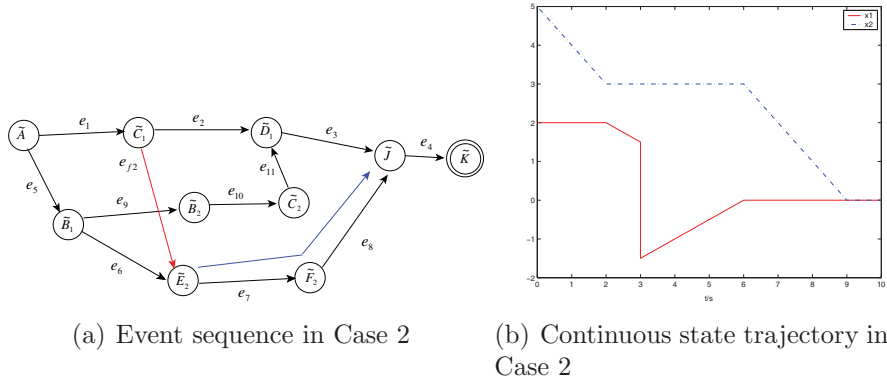 Ã
e1
C̃1
e2
D̃1
e3
J̃
e4
K̃
ef2
e11
e5
e9
B̃2
e10
C̃2
B̃1
e6
Ẽ2
e7
F̃2
e8
(a) Event sequence in Case 2
x1
x2
5
4
3
2
1
0
−1
−2
0 1 2 3 4 5 6 7 8 9 10
t/s
(b) Continuous state trajectory in
Case 2